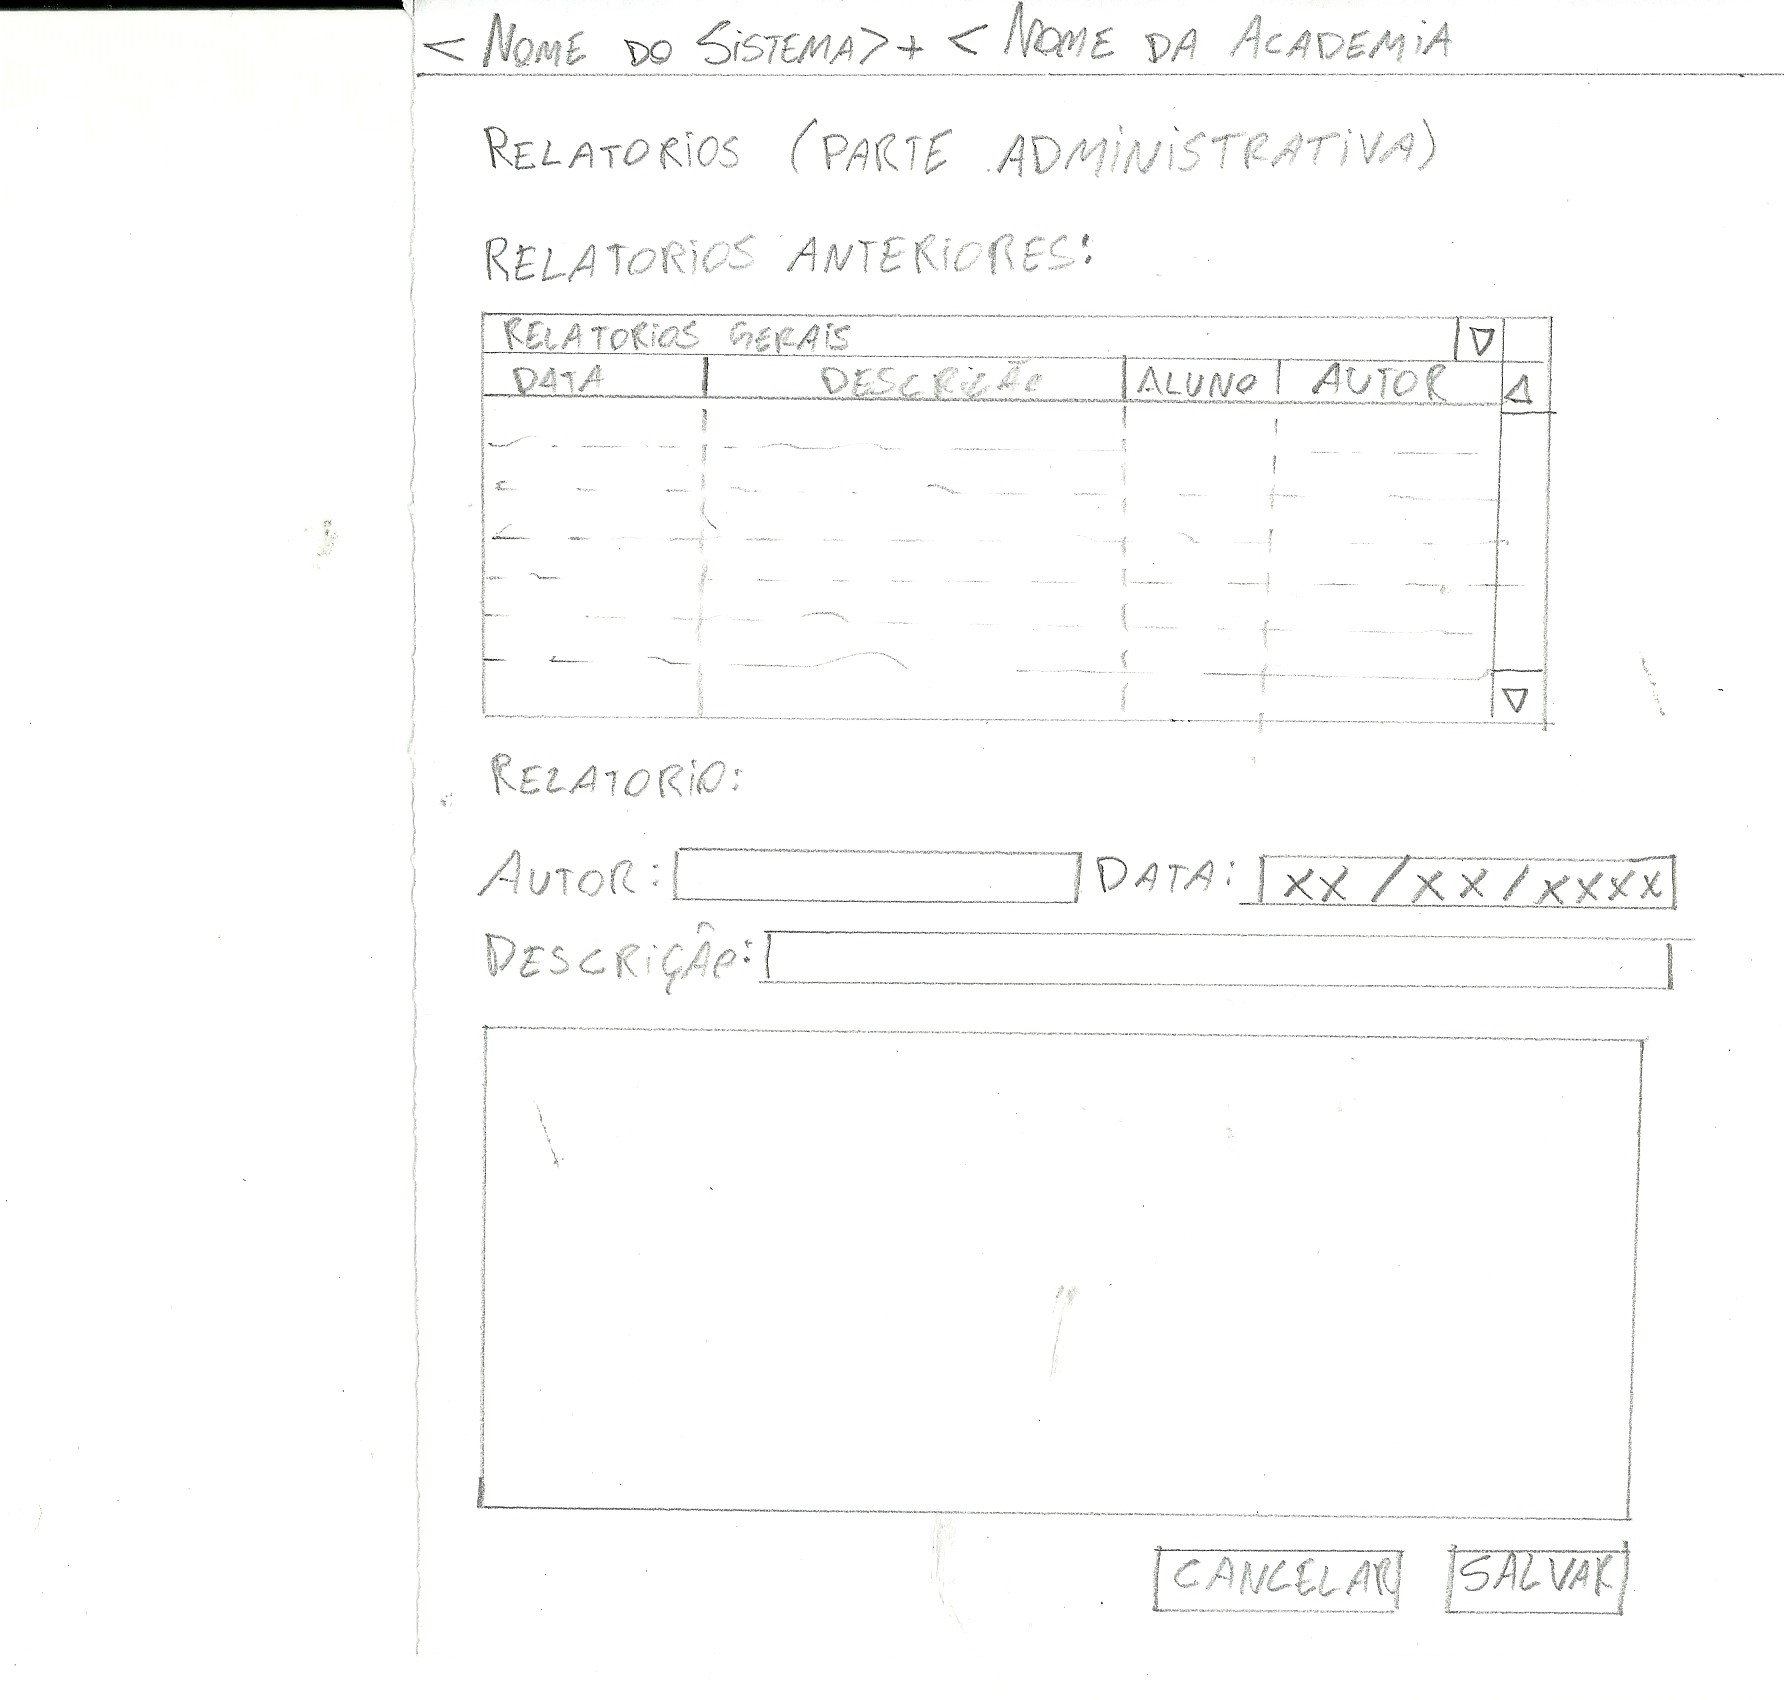 < NOME DO SISTEMA> + < NOME DA ACADEMIA
RELATORIOS (PARTE ADMINISTRATIVA)
RELATORIOS ANTERIORES:
RELATORIOS GERAIS
DATA DESCRIÇÃO ALUNO AUTOR
RELATORIO:
AUTOR: DATA: XX/XX/XXXX
DESCRIÇÃO:
CANCELAR SALVAR